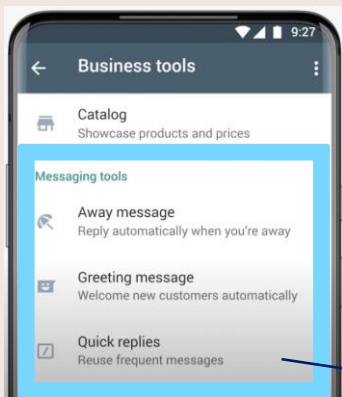 9:27
Business tools
Catalog
Showcase products and prices
Messaging tools
Away message
Reply automatically when you're away
Greeting message
Welcome new customers automatically
Quick replies
Reuse frequent messages